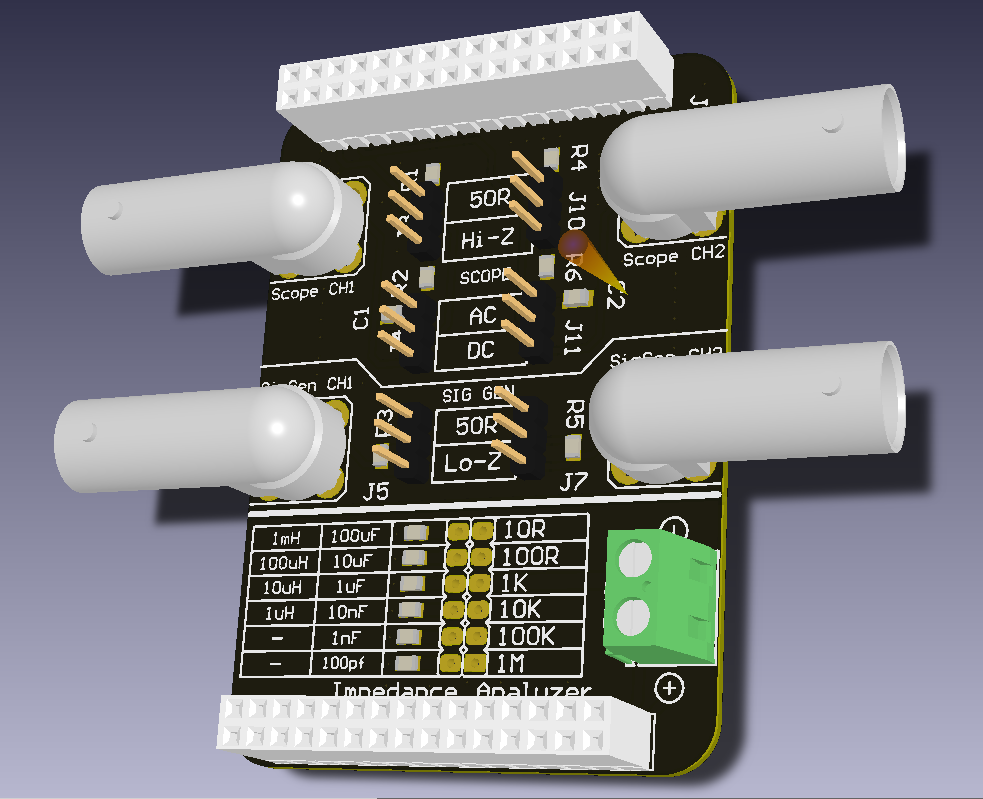 R4
J10
50R
Hi-Z
Scope CH2
Scope CH1
R2
SCOPE
R6
C2
C1
AC
DC
J11
CH1
SIG GEN
50R
Lo-Z
R5
J5
J7
1mH 100uF 10R
100uH 10uF 100R
10uH 1uF 1K
1uH 10nF 10K
- 1nF 100K
- 100pf 1M
-
+
Impedance Analyzer